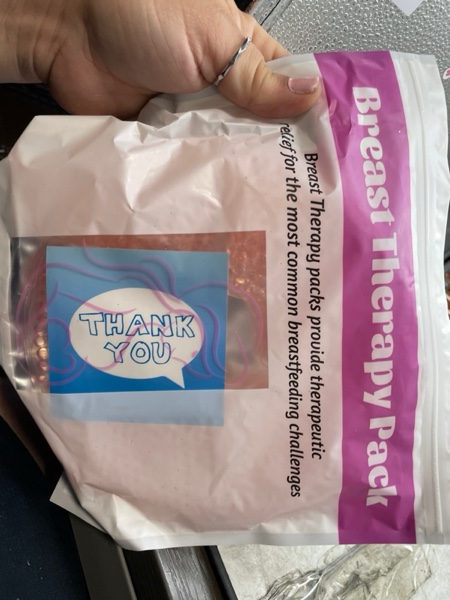 Breast Therapy Pack
Breast Therapy packs provide therapeutic
relief for the most common breastfeeding challenges
THANK
YOU